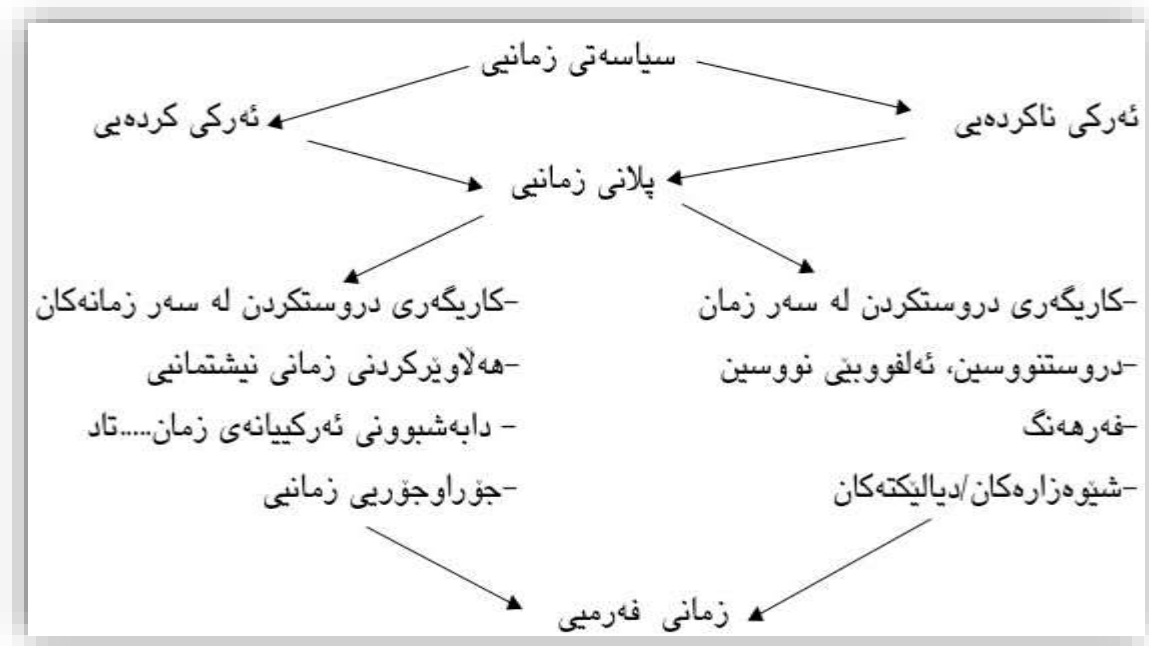 سیاسەتی زمانیی
ئەرکی ناکردەیی
ئەرکی کردەیی
پلانی زمانیی
-کاریگەری دروستکردن لە سەر زمان
-دروستنووسین، ئەلفووبێی نووسین
-فەرهەنگ
-شێوەزارەکان/دیالێکتەکان
-کاریگەری دروستکردن لە سەر زمانەکان
-هەڵاوێرکردنی زمانی نیشتمانیی
- دابەشبوونی ئەرکییانەی زمان.....تاد
-جۆراوجۆریی زمانیی
زمانی فەرمیی